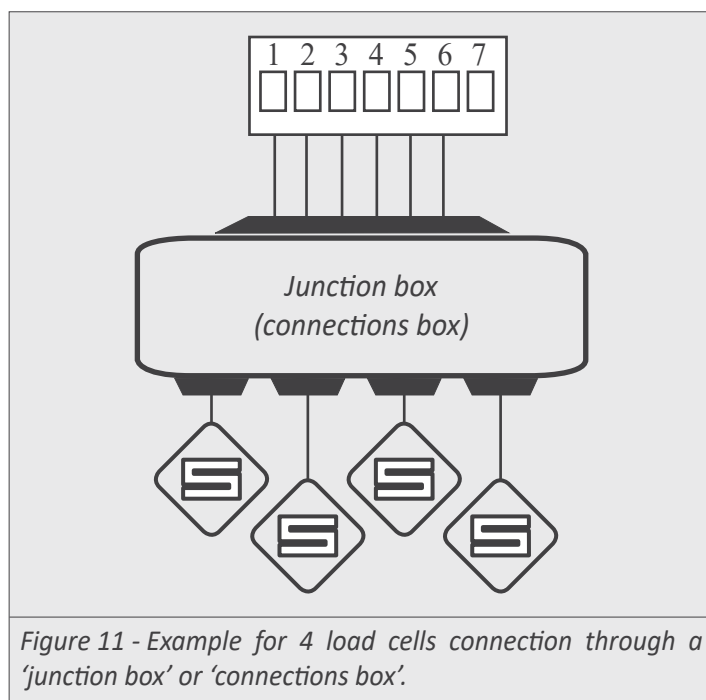 1 2 3 4 5 6 7
Junction box
(connections box)
Figure 11 - Example for 4 load cells connection through a
‘junction box’ or ‘connections box’.